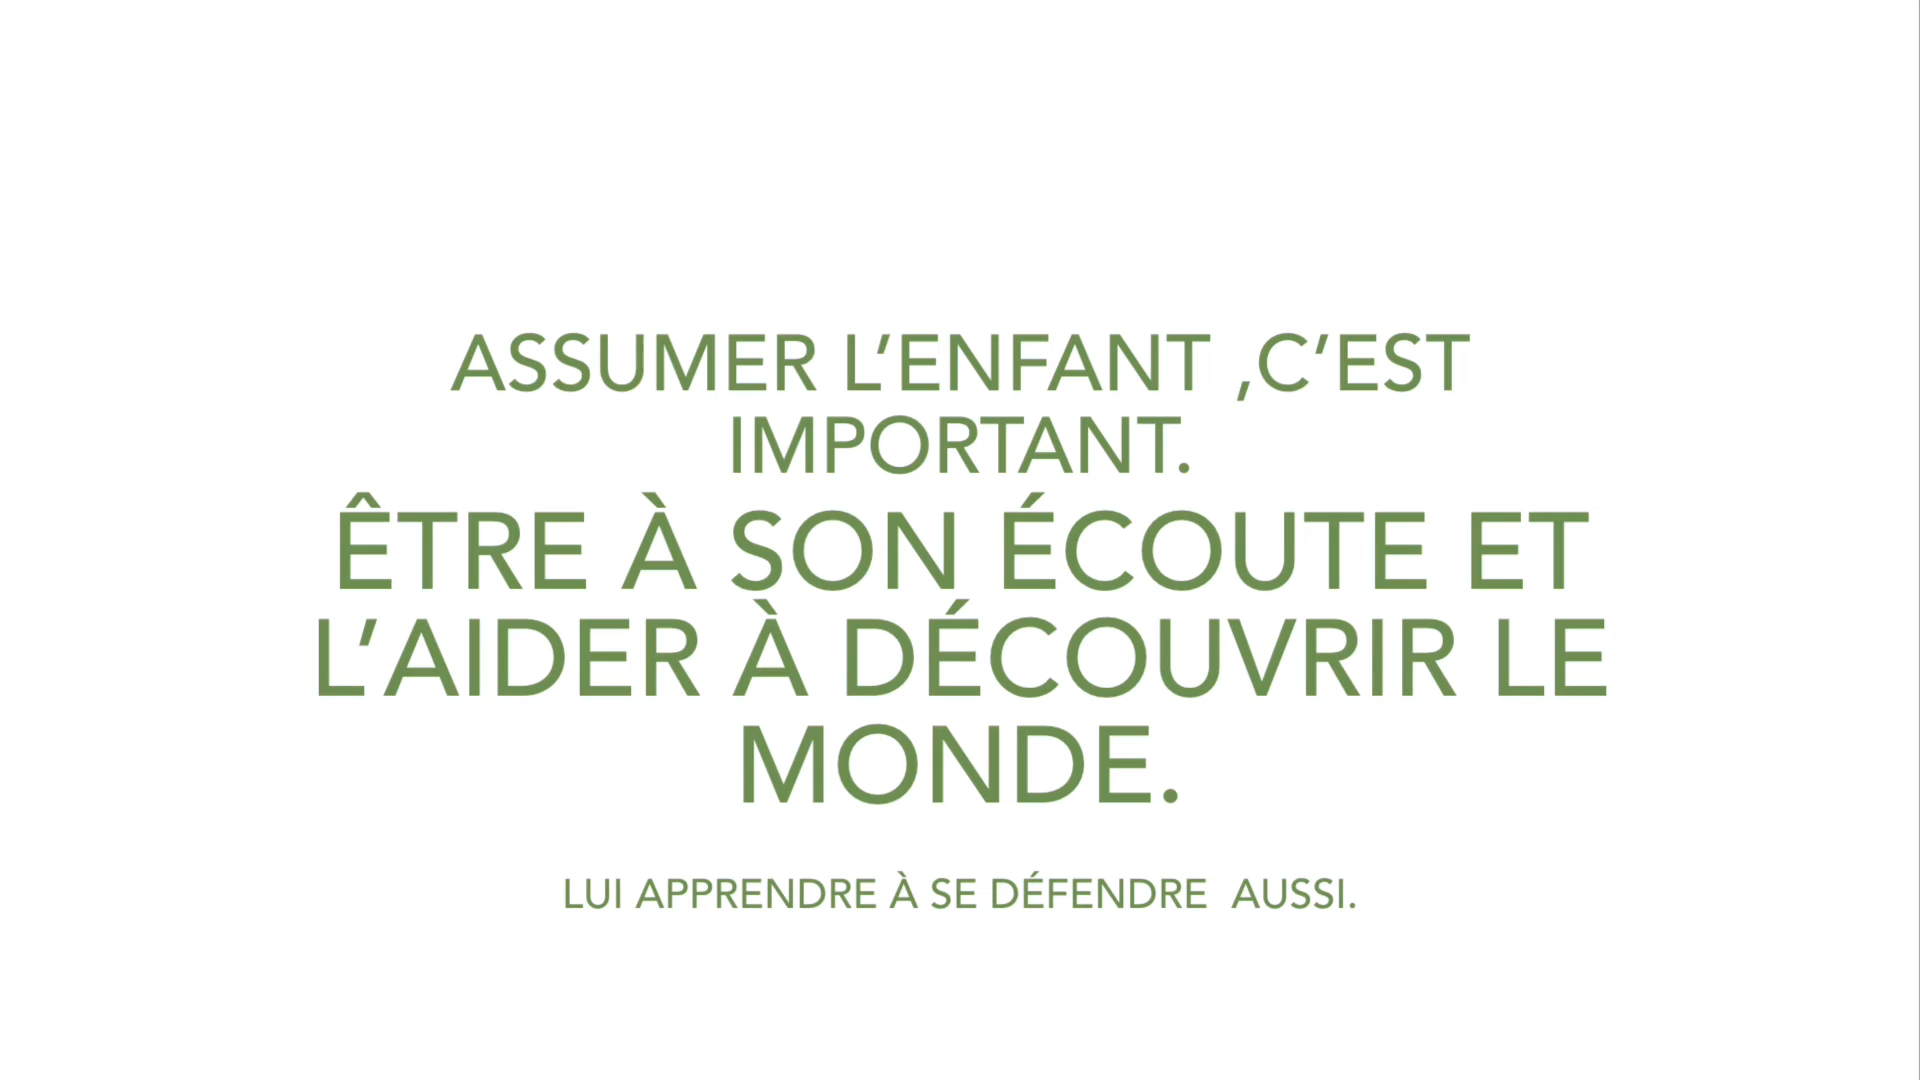 ASSUMER L’ENFANT ,C’EST
IMPORTANT.
ÊTRE À SON ÉCOUTE ET
L’AIDER À DÉCOUVRIR LE
MONDE.
LUI APPRENDRE À SE DÉFENDRE  AUSSI.